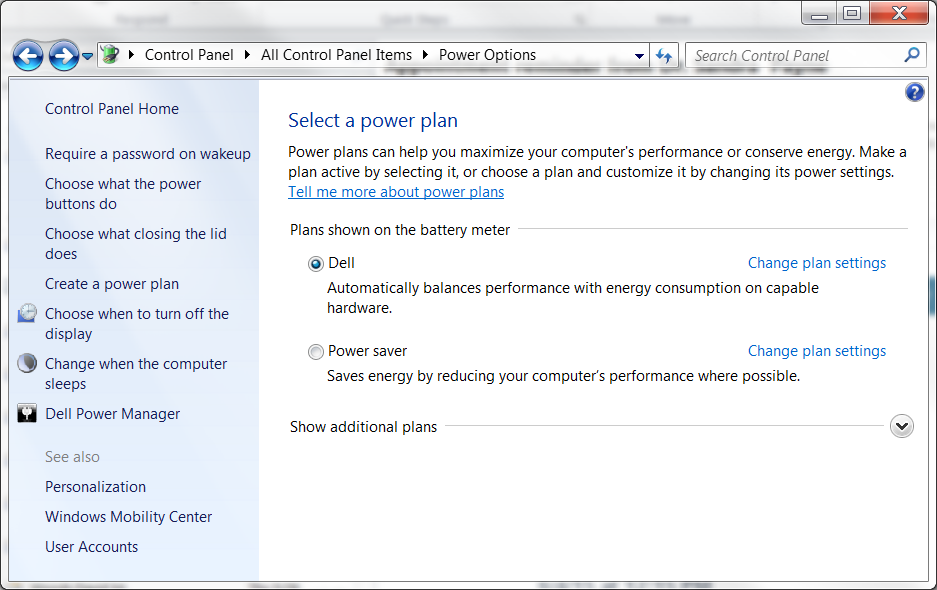 Control Panel All Control Panel Items Power Options Search Control Panel
Control Panel Home
Require a password on wakeup
Choose what the power
buttons do
Choose what closing the lid
does
Create a power plan
Choose when to turn off the
display
Change when the computer
sleeps
Dell Power Manager
See also
Personalization
Windows Mobility Center
User Accounts
Select a power plan
Power plans can help you maximize your computer's performance or conserve energy. Make a
plan active by selecting it, or choose a plan and customize it by changing its power settings.
Tell me more about power plans
Plans shown on the battery meter
Dell Change plan settings
Automatically balances performance with energy consumption on capable
hardware.
Power saver Change plan settings
Saves energy by reducing your computer's performance where possible.
Show additional plans